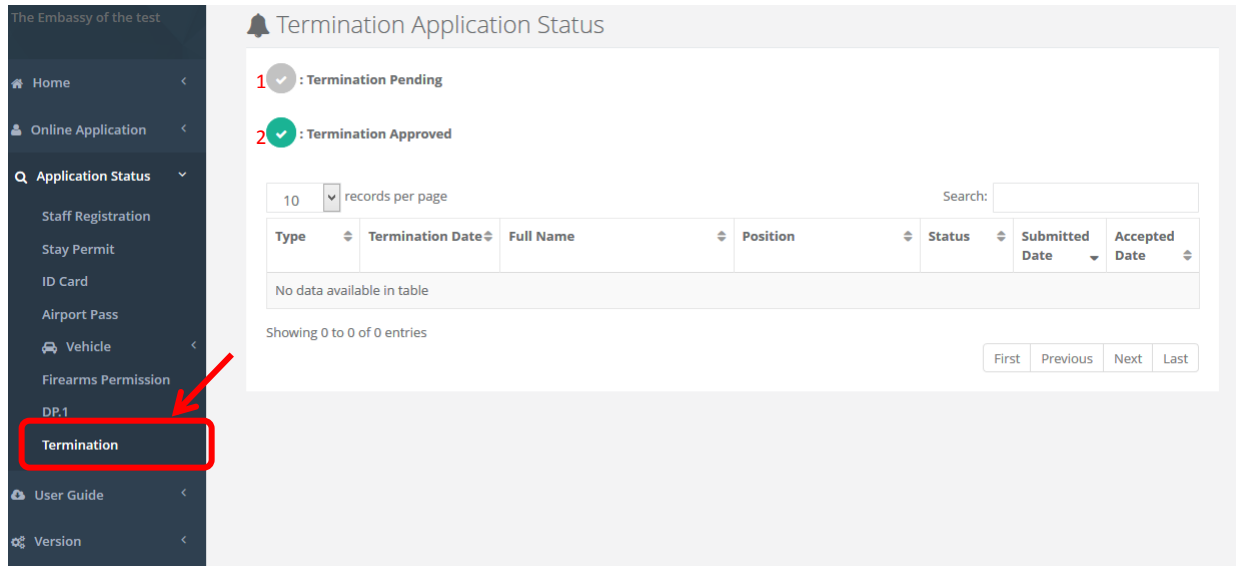 The Embassy of the test
Home
Online Application
Application Status
Staff Registration
Stay Permit
ID Card
Airport Pass
Vehicle
Firearms Permission
DP.1
Termination
User Guide
Version
Termination Application Status
1 : Termination Pending
2 : Termination Approved
10 records per page Search:
Type Termination Date Full Name Position Status Submitted Date Accepted Date
No data available in table
Showing 0 to 0 of 0 entries
First Previous Next Last